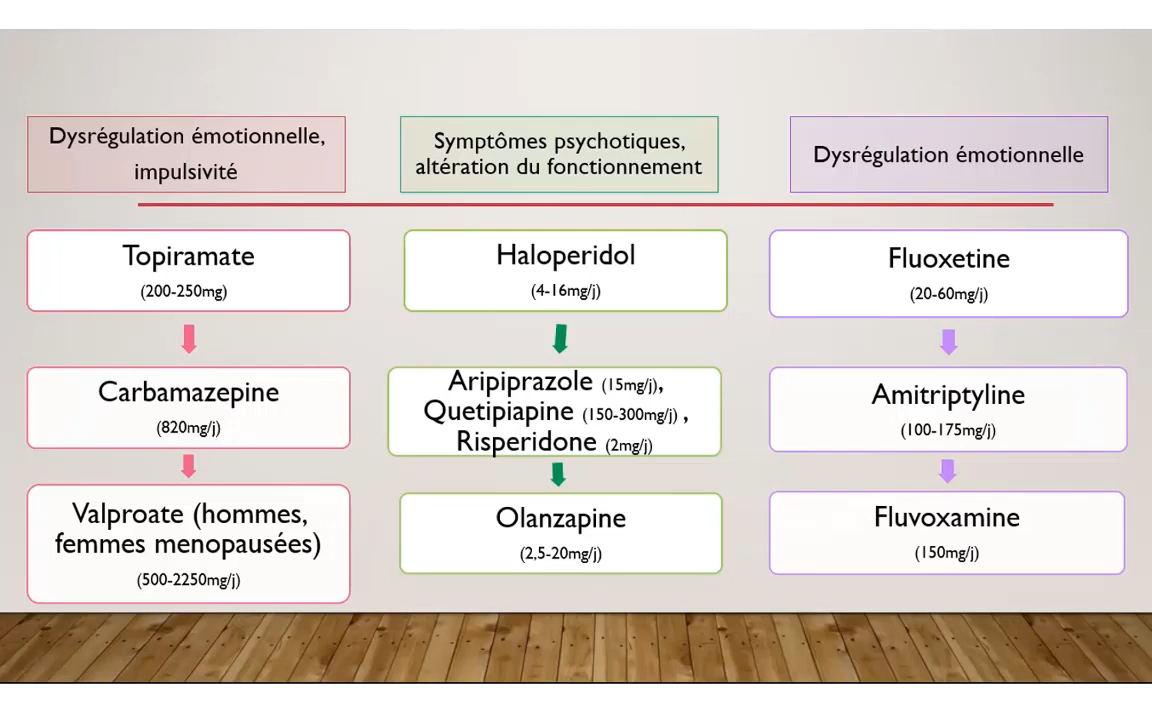 Dysrégulation émotionnelle,
impulsivité
Symptômes psychotiques,
altération du fonctionnement
Dysrégulation émotionnelle
Topiramate
(200-250mg)
Haloperidol
(4-16mg/j)
Fluoxetine
(20-60mg/j)
Carbamazepine
(820mg/j)
Aripiprazole (15mg/j),
Quetipiapine (150-300mg/j) ,
Risperidone (2mg/j)
Amitriptyline
(100-175mg/j)
Valproate (hommes,
femmes menopausées)
(500-2250mg/j)
Olanzapine
(2,5-20mg/j)
Fluvoxamine
(150mg/j)